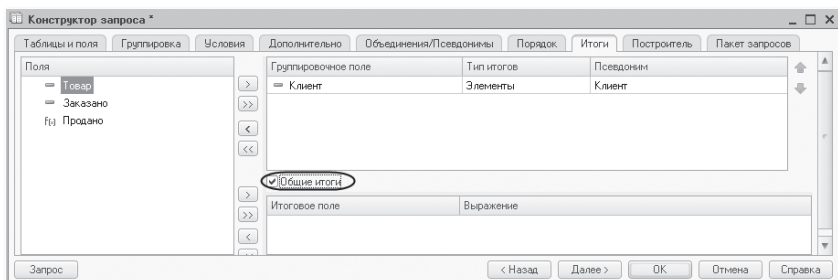 Конструктор запроса *
Таблицы и поля Группировка Условия Дополнительно Объединения/Псевдонимы Порядок Итоги Построитель Пакет запросов
Поля
Товар
Заказано
Продано
Группировочное поле Тип итогов Псевдоним
Клиент Элементы Клиент
Общие итоги
Итоговое поле Выражение
Запрос < Назад Далее > OK Отмена Справка